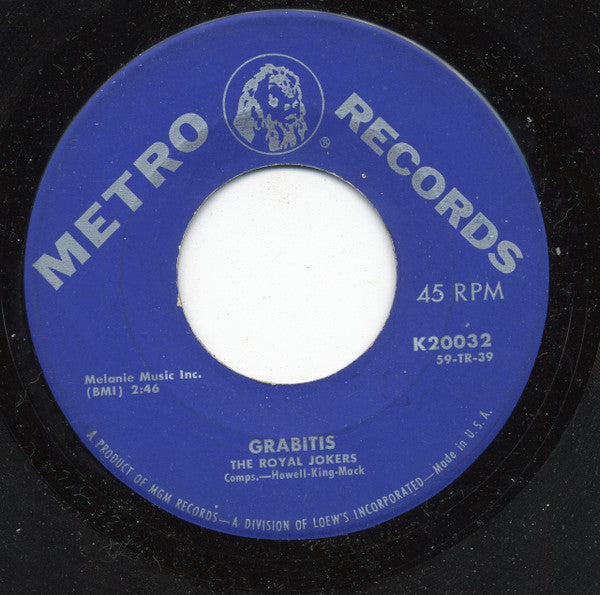 METRO RECORDS
®
45 RPM
K20032
59-TR-39
Melanie Music Inc.
(BMI) 2:46
GRABITIS
THE ROYAL JOKERS
Comps.—Howell-King-Mack
A PRODUCT OF MGM RECORDS—A DIVISION OF LOEW'S INCORPORATED—Made in U.S.A.